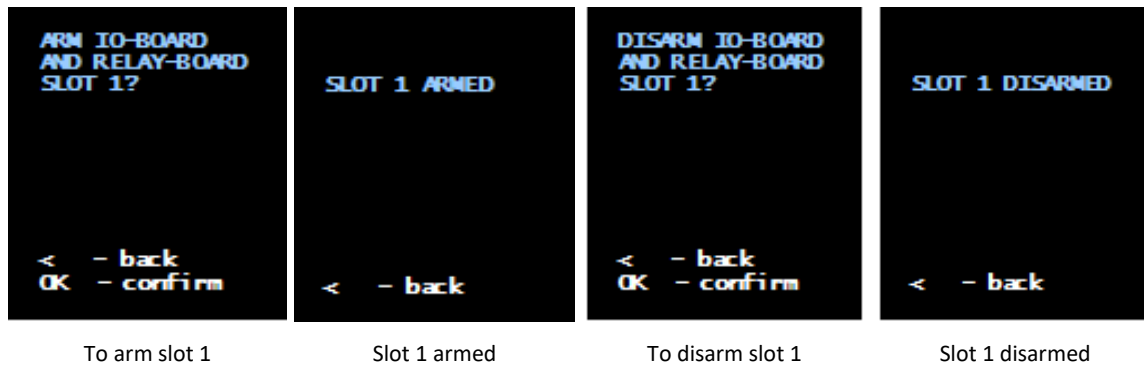 ARM IO-BOARD
AND RELAY-BOARD
SLOT 1?
< - back
OK - confirm
SLOT 1 ARMED
< - back
DISARM IO-BOARD
AND RELAY-BOARD
SLOT 1?
< - back
OK - confirm
SLOT 1 DISARMED
< - back
To arm slot 1
Slot 1 armed
To disarm slot 1
Slot 1 disarmed